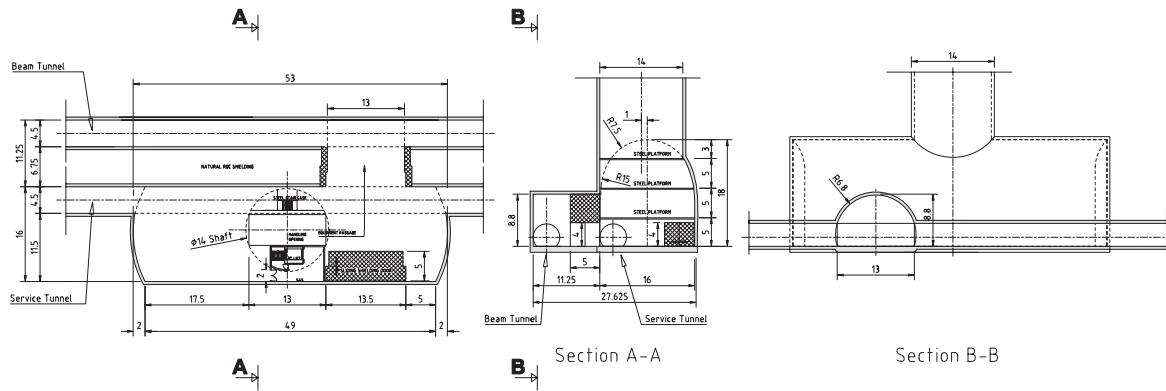 A
B
Beam Tunnel
53
13
11.25
4.5
6.75
4.5
16
11.5
NATURAL ROC SHIELDING
STEEL STAIRCASE
HANDLING
OPENING
EQUIPMENT PASSAGE
ø14 Shaft
2
5
SAS
Service Tunnel
17.5
13
13.5
5
2
49
2
A
B
14
1
R7.5
STEEL PLATFORM
R15
STEEL PLATFORM
STEEL PLATFORM
3
5
5
5
18
8.8
4
4
5
11.25
16
27.625
Beam Tunnel
Service Tunnel
Section A-A
14
R6.8
8.8
13
Section B-B